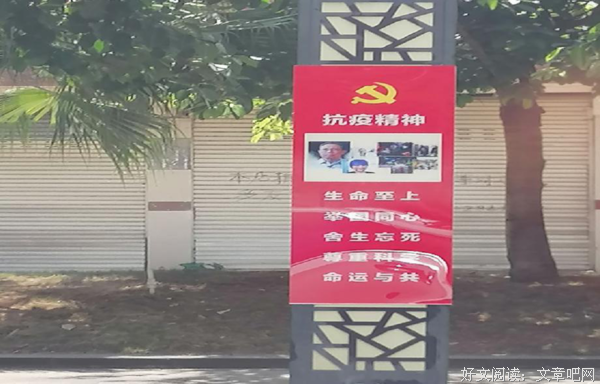 抗疫精神
生命至上
举国同心
舍生忘死
尊重科学
命运与共
好文阅读：文章吧网